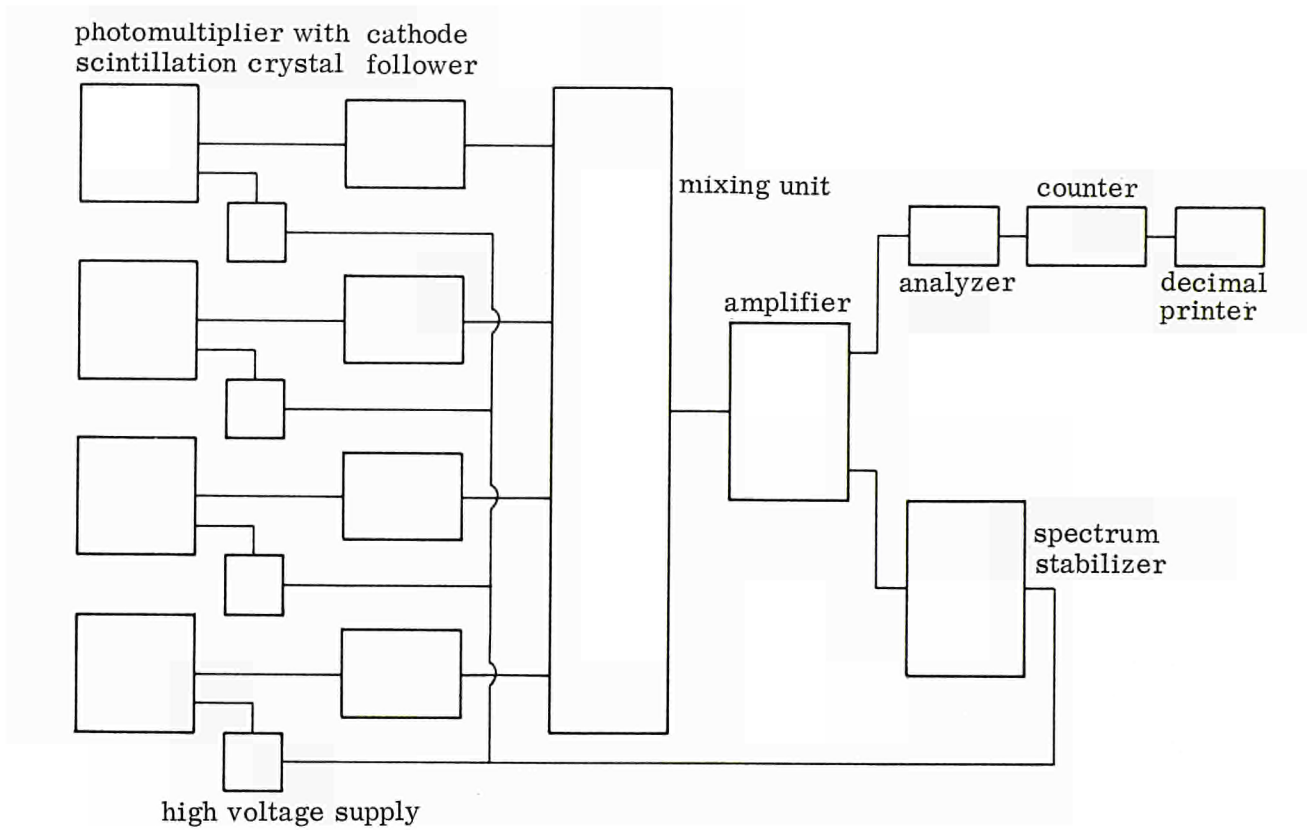 photomultiplier with
scintillation crystal
cathode
follower
mixing unit
counter
analyzer
decimal
printer
amplifier
spectrum
stabilizer
high voltage supply